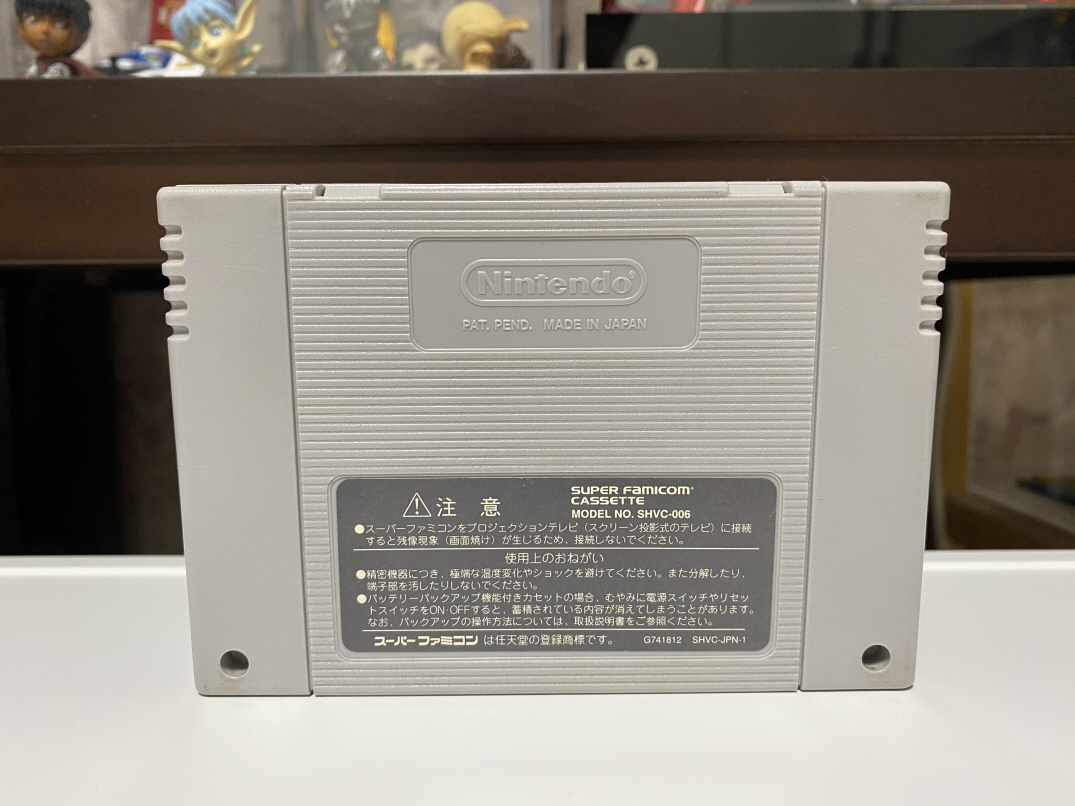 Nintendo®
PAT. PEND. MADE IN JAPAN
⚠注 意
SUPER FAMICOM®
CASSETTE
MODEL NO. SHVC-006
●スーパーファミコンをプロジェクションテレビ（スクリーン投影式のテレビ）に接続
すると残像現象（画面焼け）が生じるため、接続しないでください。
使用上のおねがい
●精密機器につき、極端な温度変化やショックを避けてください。また分解したり、
端子部を汚したりしないでください。
●バッテリーバックアップ機能付きカセットの場合、むやみに電源スイッチやリセッ
トスイッチをON・OFFすると、蓄積されている内容が消えてしまうことがあります。
なお、バックアップの操作方法については、取扱説明書をご参照ください。
スーパーファミコン は任天堂の登録商標です。 G741812 SHVC-JPN-1